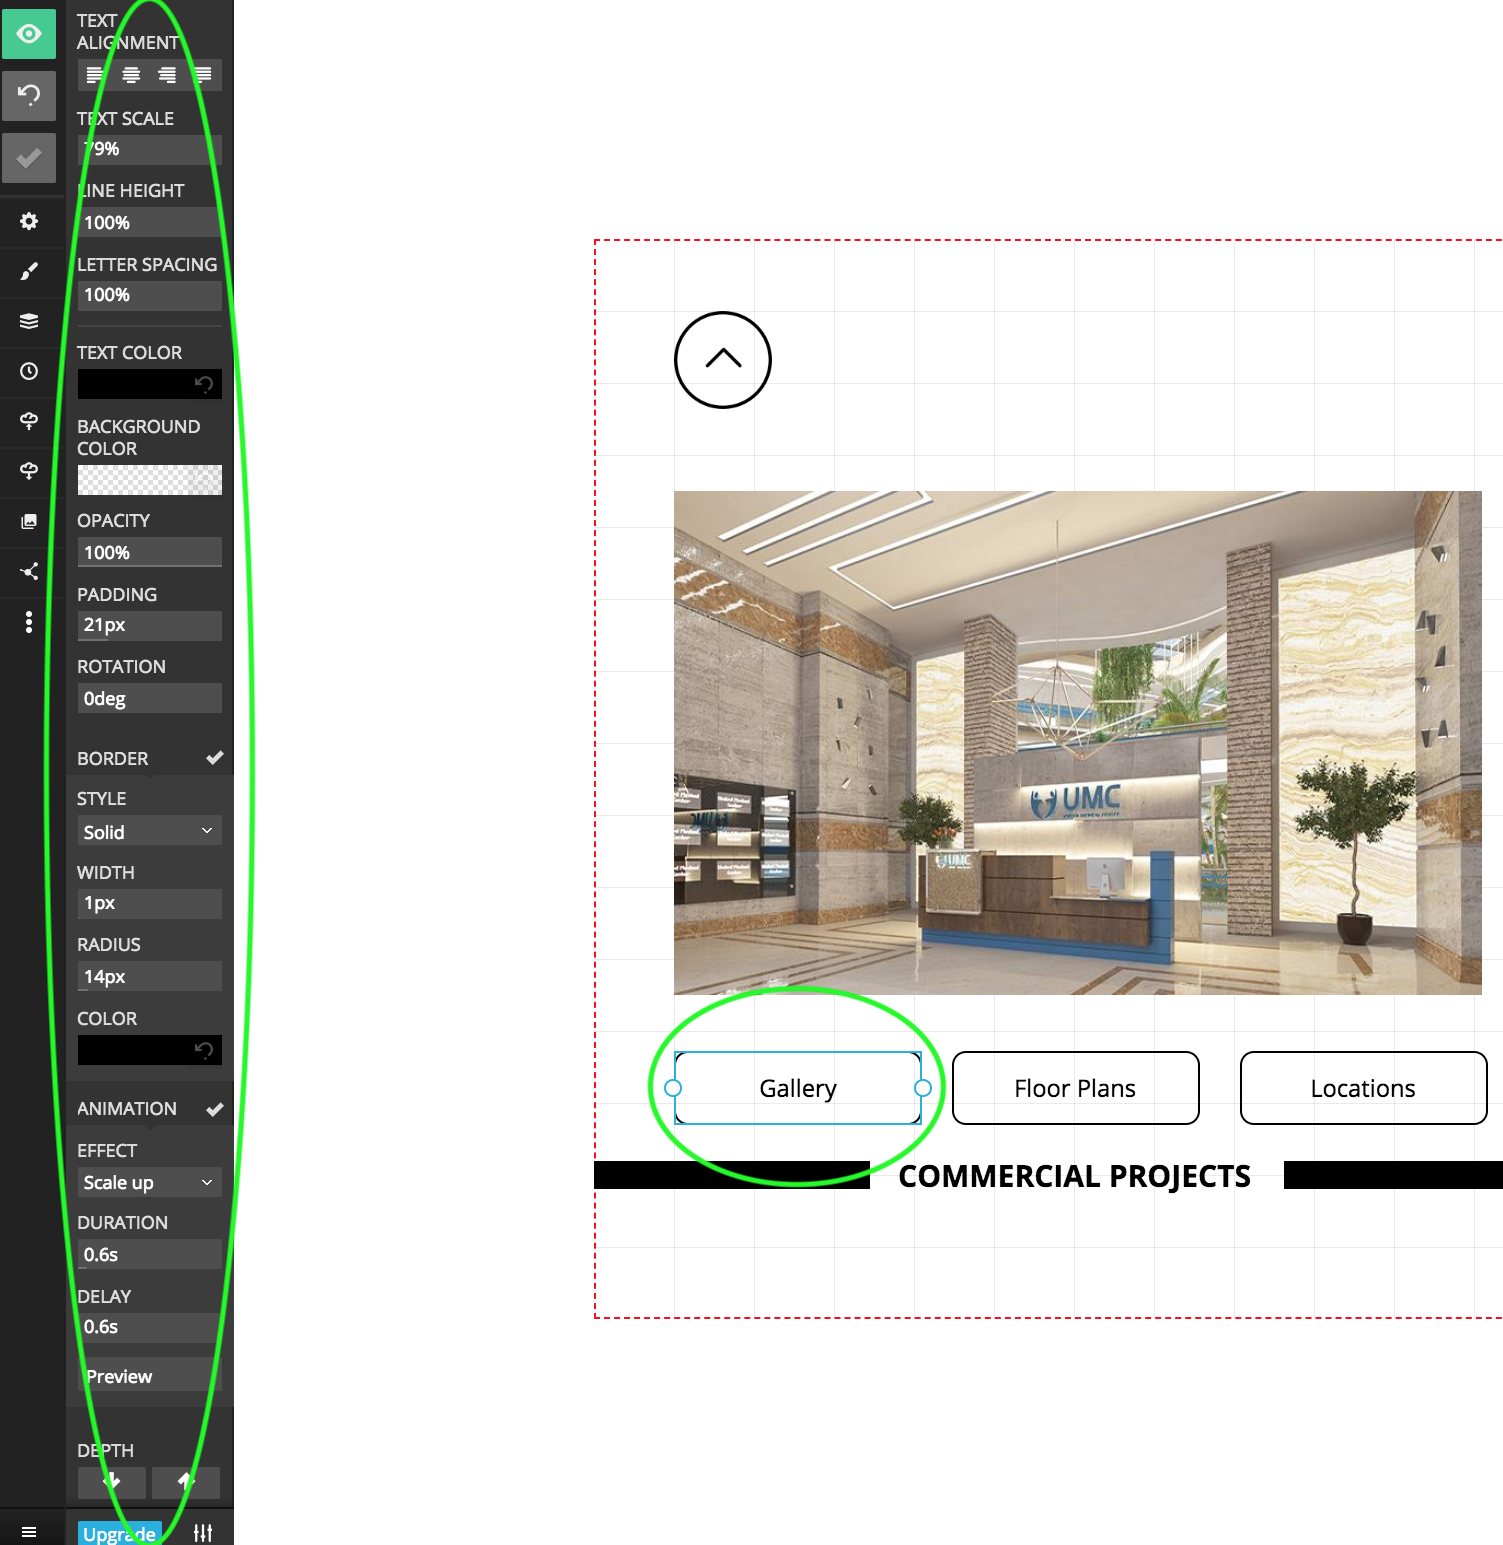 TEXT
ALIGNMENT
TEXT SCALE
79%
LINE HEIGHT
100%
LETTER SPACING
100%
TEXT COLOR
BACKGROUND
COLOR
OPACITY
100%
PADDING
21px
ROTATION
0deg
BORDER
STYLE
Solid
WIDTH
1px
RADIUS
14px
COLOR
ANIMATION
EFFECT
Scale up
DURATION
0.6s
DELAY
0.6s
Preview
DEPTH
Upgrade
UMC
UMC
Gallery
Floor Plans
Locations
COMMERCIAL PROJECTS